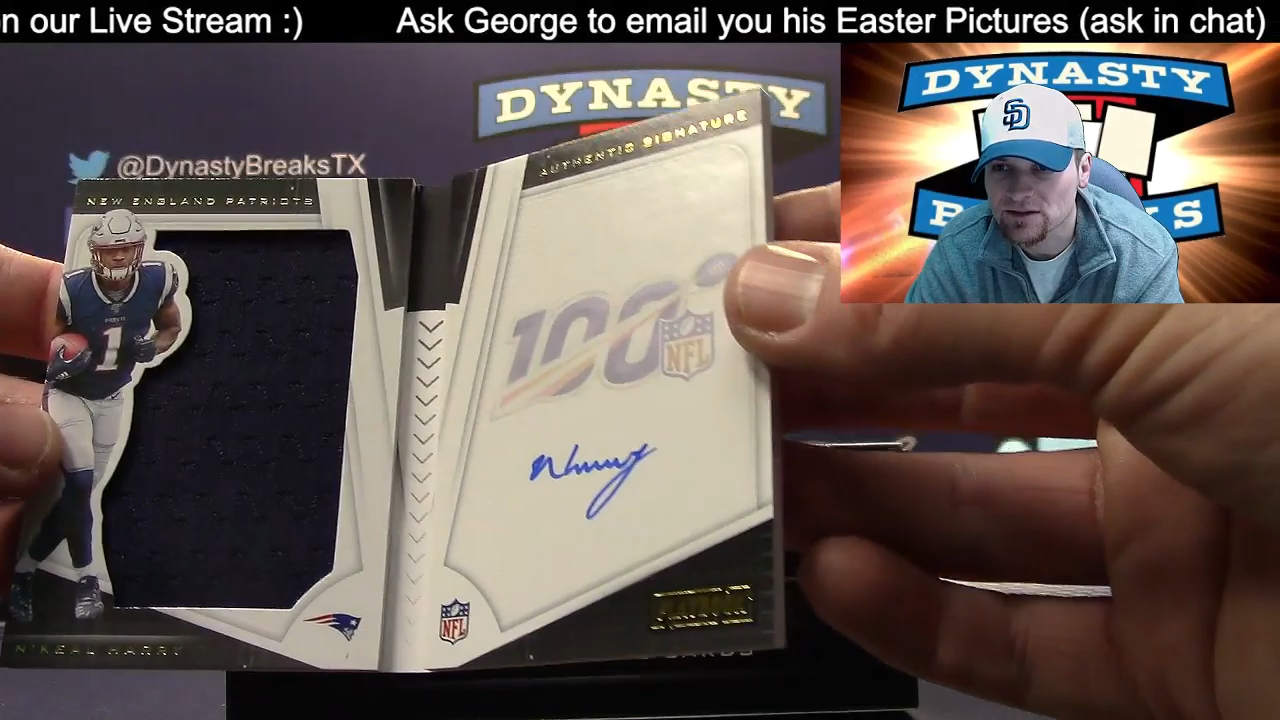 n our Live Stream :) Ask George to email you his Easter Pictures (ask in chat)
DYNASTY
@DynastyBreaksTX
NEW ENGLAND PATRIOTS
AUTHENTIC SIGNATURE
1
100
NFL
NFL
N'KEAL HARRY
DYNASTY
SD